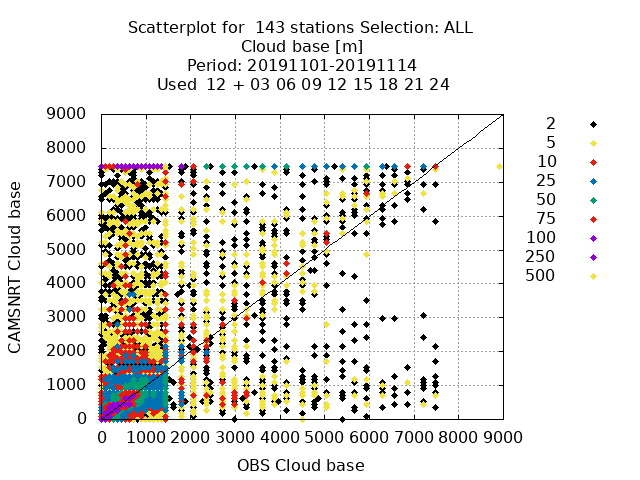 Scatterplot for  143 stations Selection: ALL
Cloud base [m]
Period: 20191101-20191114
Used  12 + 03 06 09 12 15 18 21 24
9000
8000
7000
6000
5000
4000
3000
2000
1000
0
CAMSNRT Cloud base
0 1000 2000 3000 4000 5000 6000 7000 8000 9000
OBS Cloud base
2
5
10
25
50
75
100
250
500